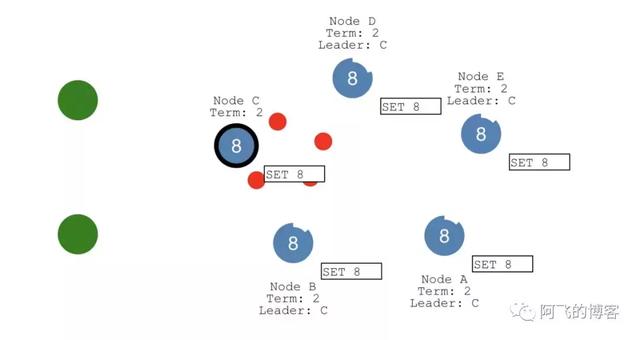 Node D
Term: 2
Leader: C
8
SET 8
Node E
Term: 2
Leader: C
8
SET 8
Node C
Term: 2
8
SET 8
8
SET 8
Node B
Term: 2
Leader: C
8
SET 8
Node A
Term: 2
Leader: C
阿飞的博客